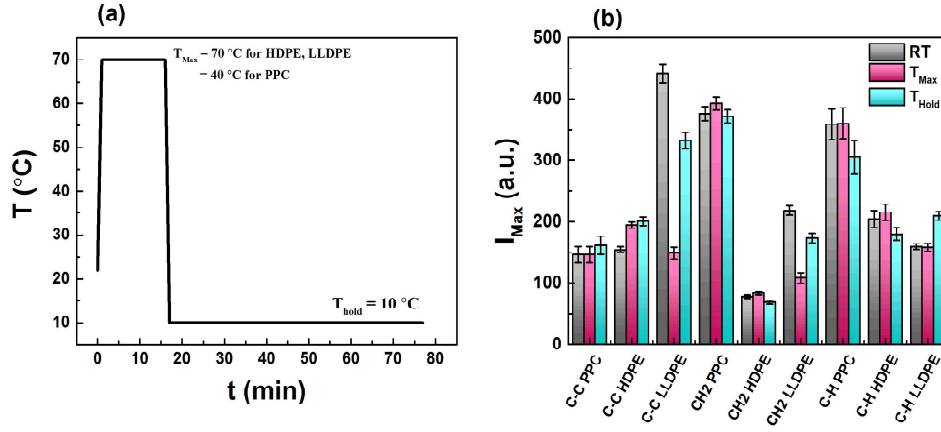 (a)
T (°C)
70
60
50
40
30
20
10
T_Max – 70 °C for HDPE, LLDPE
– 40 °C for PPC
T_hold = 10 °C
0 10 20 30 40 50 60 70 80
t (min)
(b)
I_Max (a.u.)
500
400
300
200
100
0
RT
T_Max
T_Hold
C-C PPC
C-C HDPE
C-C LLDPE
CH2 PPC
CH2 HDPE
CH2 LLDPE
C-H PPC
C-H HDPE
C-H LLDPE